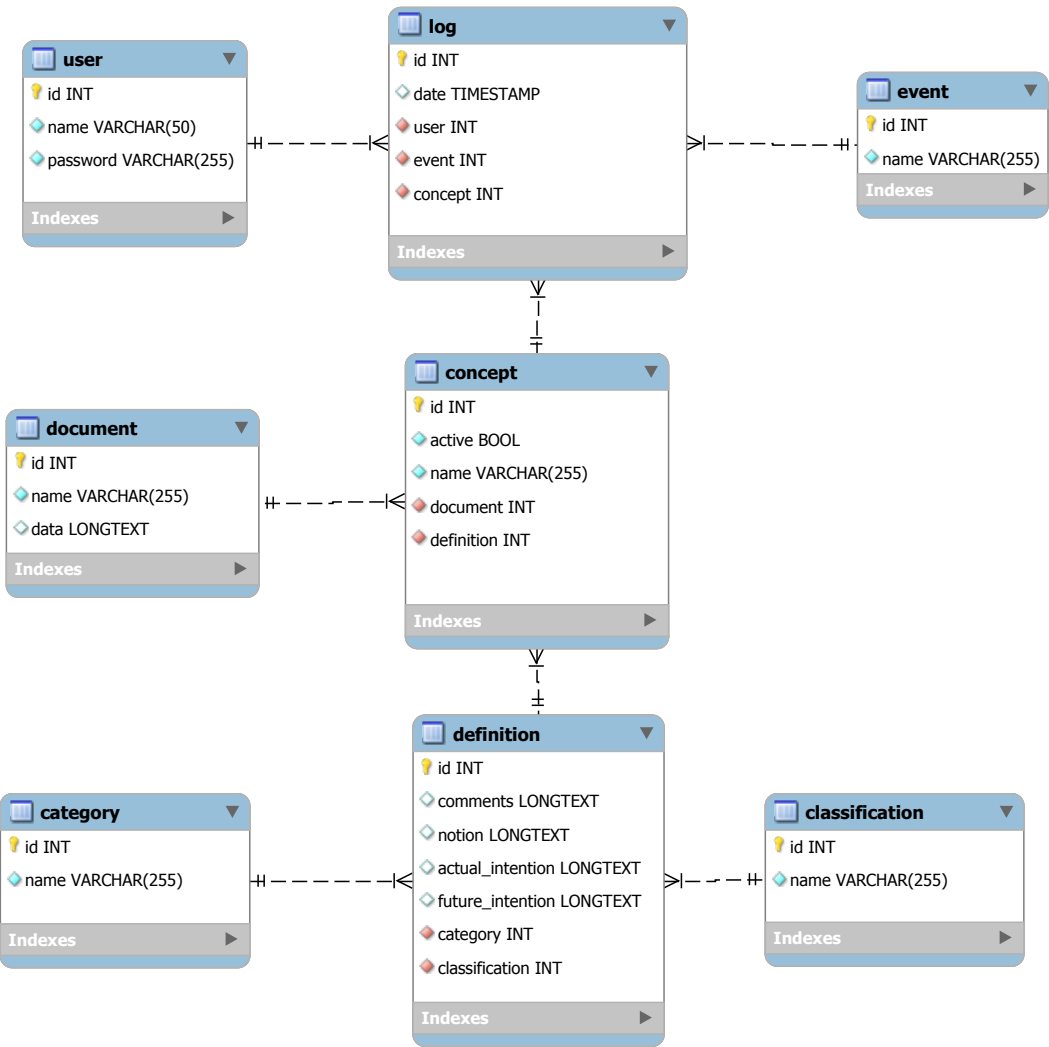 log
id INT
date TIMESTAMP
user INT
event INT
concept INT
Indexes
user
id INT
name VARCHAR(50)
password VARCHAR(255)
Indexes
event
id INT
name VARCHAR(255)
Indexes
concept
id INT
active BOOL
name VARCHAR(255)
document INT
definition INT
Indexes
document
id INT
name VARCHAR(255)
data LONGTEXT
Indexes
definition
id INT
comments LONGTEXT
notion LONGTEXT
actual_intention LONGTEXT
future_intention LONGTEXT
category INT
classification INT
Indexes
category
id INT
name VARCHAR(255)
Indexes
classification
id INT
name VARCHAR(255)
Indexes